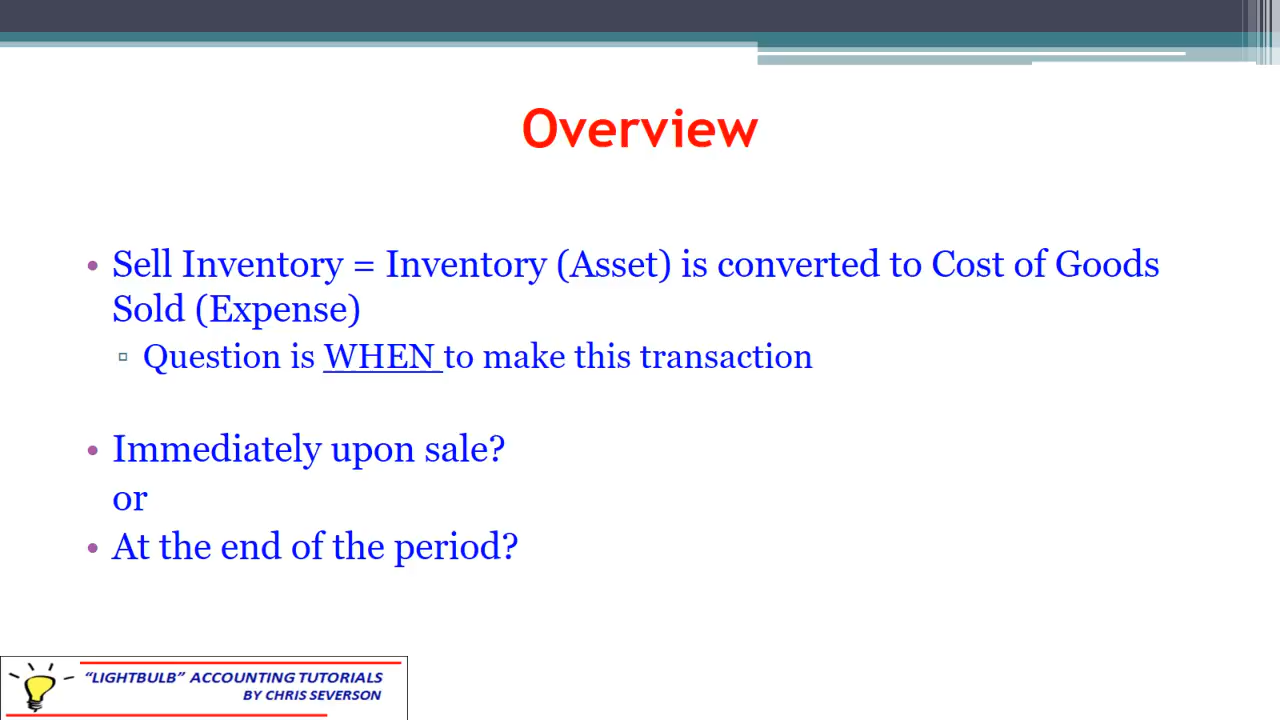 Overview
• Sell Inventory = Inventory (Asset) is converted to Cost of Goods
Sold (Expense)
▫ Question is WHEN to make this transaction
• Immediately upon sale?
or
• At the end of the period?
“LIGHTBULB” ACCOUNTING TUTORIALS
BY CHRIS SEVERSON